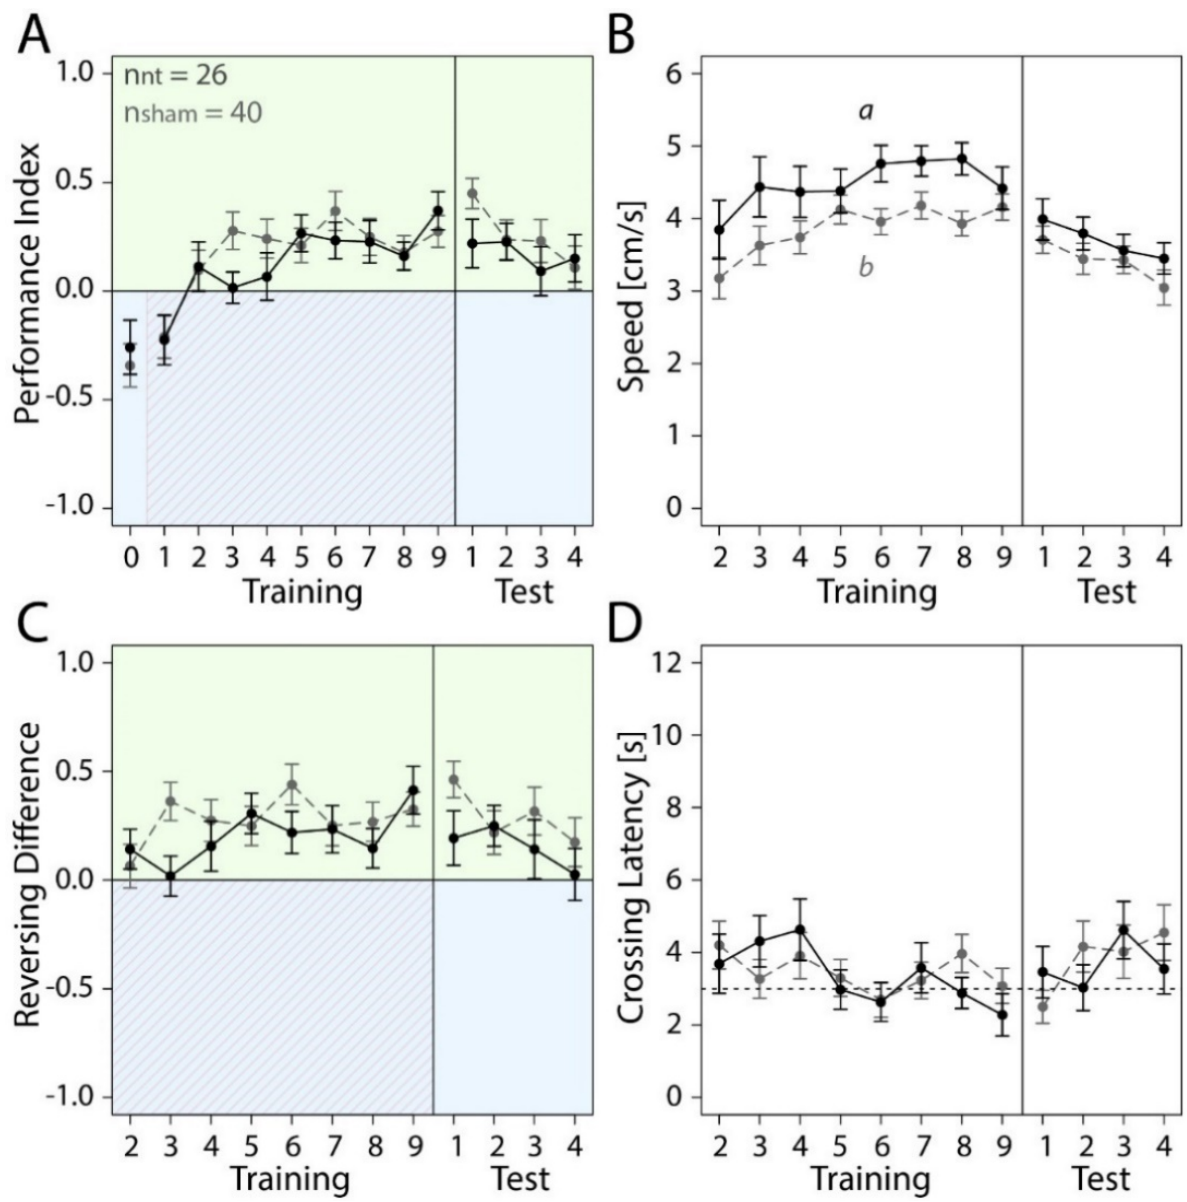 A
nnt = 26
nsham = 40
Performance Index
1.0
0.5
0.0
-0.5
-1.0
0 1 2 3 4 5 6 7 8 9 1 2 3 4
Training Test
B
Speed [cm/s]
6
5
4
3
2
1
0
a
b
2 3 4 5 6 7 8 9 1 2 3 4
Training Test
C
Reversing Difference
1.0
0.5
0.0
-0.5
-1.0
2 3 4 5 6 7 8 9 1 2 3 4
Training Test
D
Crossing Latency [s]
12
10
8
6
4
2
0
2 3 4 5 6 7 8 9 1 2 3 4
Training Test